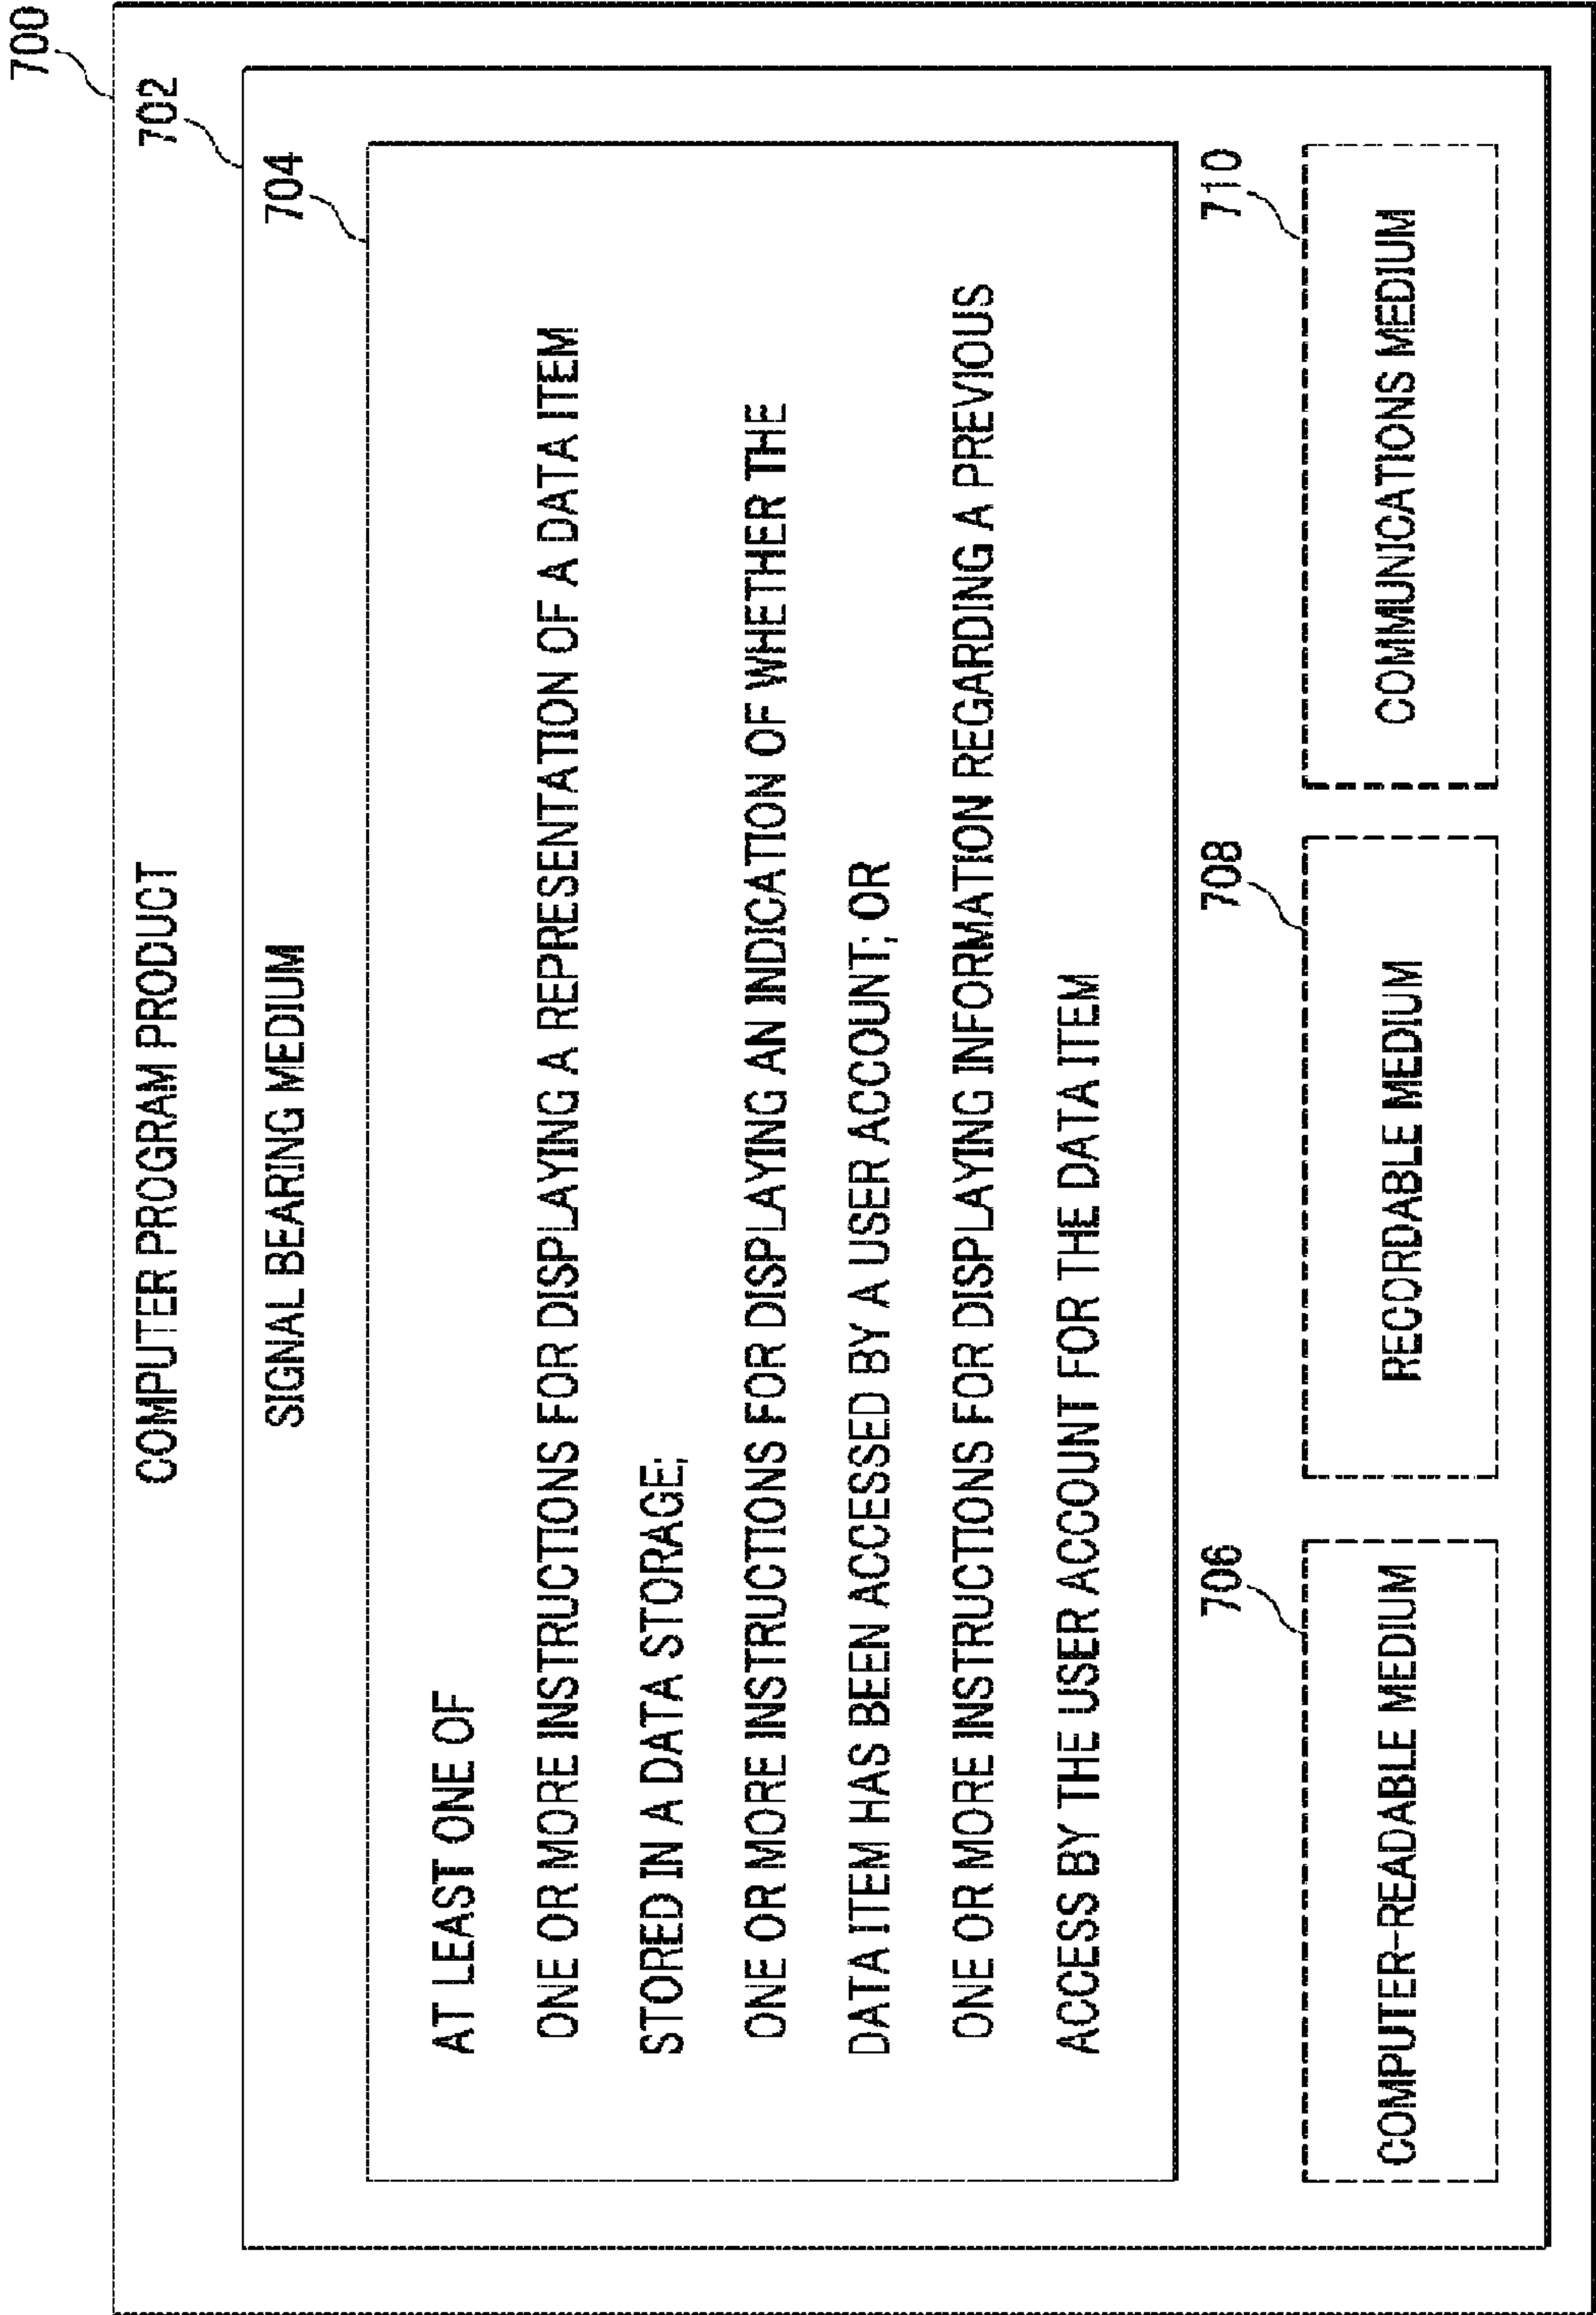 700
COMPUTER PROGRAM PRODUCT
702
SIGNAL BEARING MEDIUM
704
AT LEAST ONE OF
ONE OR MORE INSTRUCTIONS FOR DISPLAYING A REPRESENTATION OF A DATA ITEM
STORED IN A DATA STORAGE;
ONE OR MORE INSTRUCTIONS FOR DISPLAYING AN INDICATION OF WHETHER THE
DATA ITEM HAS BEEN ACCESSED BY A USER ACCOUNT; OR
ONE OR MORE INSTRUCTIONS FOR DISPLAYING INFORMATION REGARDING A PREVIOUS
ACCESS BY THE USER ACCOUNT FOR THE DATA ITEM
706
COMPUTER-READABLE MEDIUM
708
RECORDABLE MEDIUM
710
COMMUNICATIONS MEDIUM